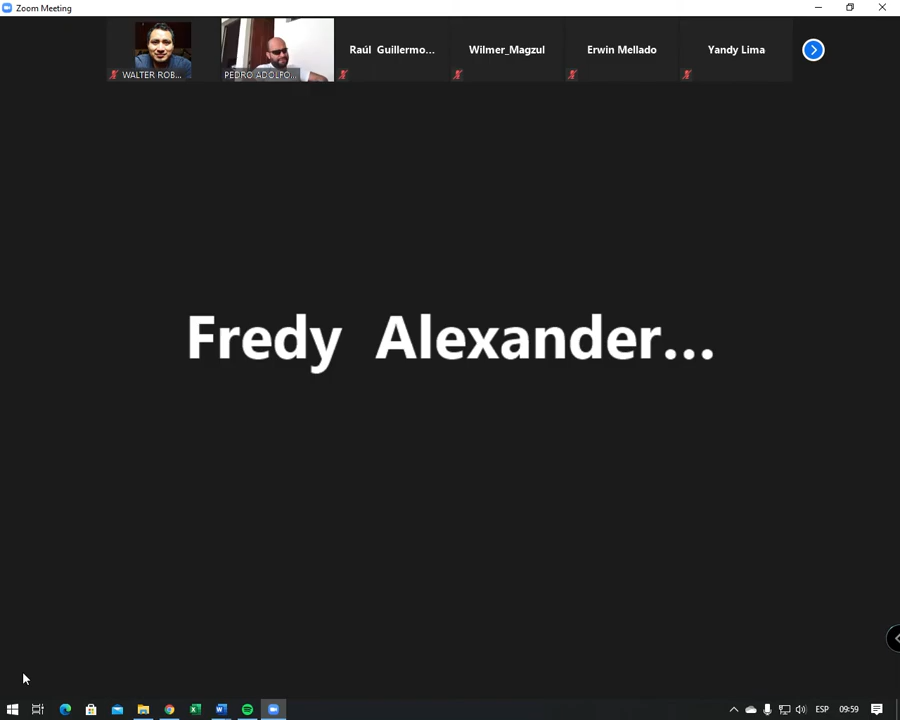 Zoom Meeting
WALTER ROB...
PEDRO ADOLFO...
Raúl Guillermo...
Wilmer_Magzul
Erwin Mellado
Yandy Lima
Fredy Alexander...
ESP
09:59